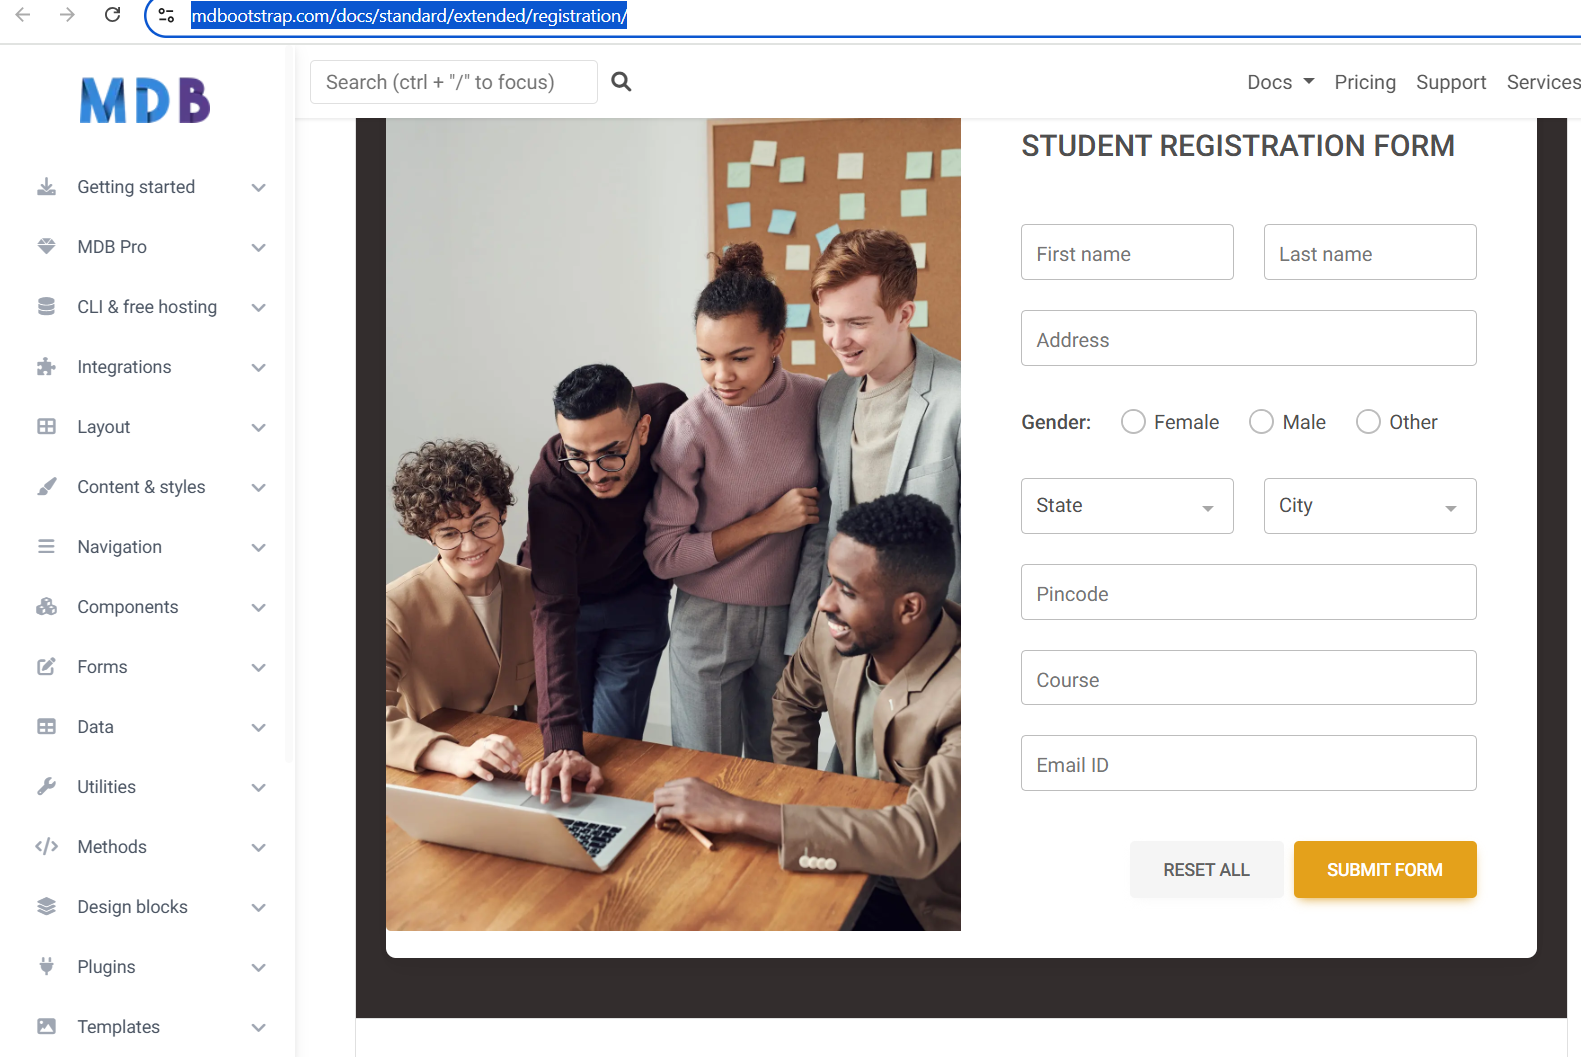 mdbootstrap.com/docs/standard/extended/registration/
MDB
Search (ctrl + "/" to focus)
Docs
Pricing
Support
Services
Getting started
MDB Pro
CLI & free hosting
Integrations
Layout
Content & styles
Navigation
Components
Forms
Data
Utilities
Methods
Design blocks
Plugins
Templates
STUDENT REGISTRATION FORM
First name
Last name
Address
Gender:
Female
Male
Other
State
City
Pincode
Course
Email ID
RESET ALL
SUBMIT FORM